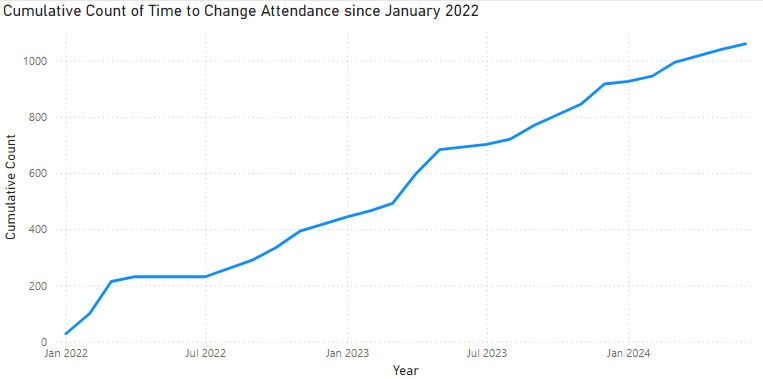 Cumulative Count of Time to Change Attendance since January 2022
1000
800
600
400
200
0
Cumulative Count
Jan 2022 Jul 2022 Jan 2023 Jul 2023 Jan 2024
Year